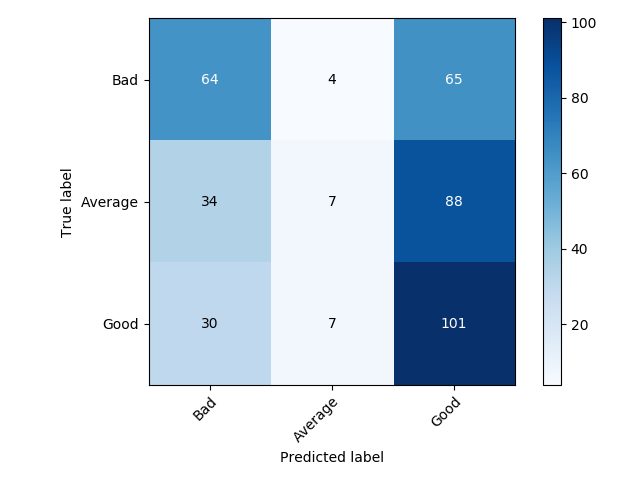 100
Bad 64 4 65
80
60
True label
Average 34 7 88
40
Good 30 7 101
20
Bad Average Good
Predicted label